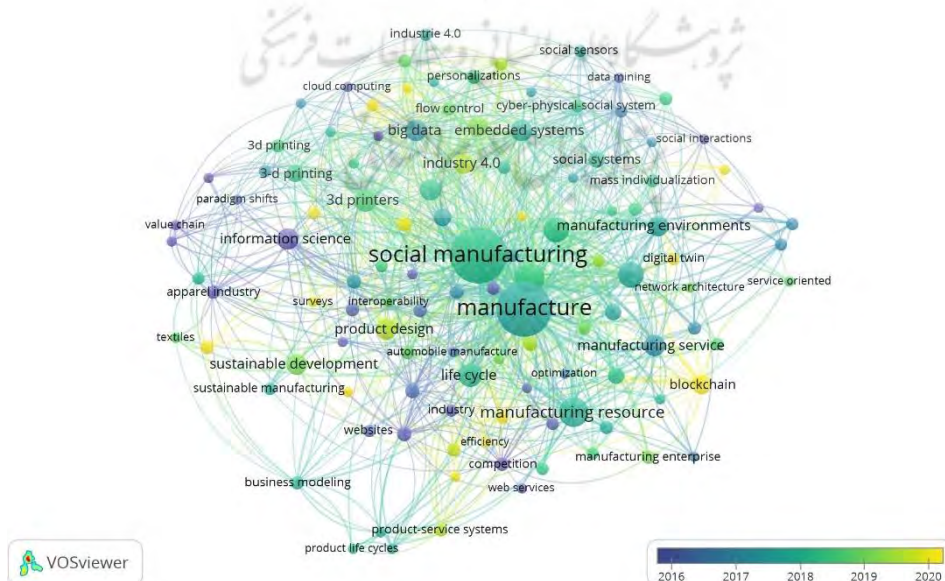 پژوهشگاه علوم انسانی و مطالعات فرهنگی
industrie 4.0
social sensors
personalizations
data mining
cloud computing
flow control
cyber-physical-social system
big data
embedded systems
social interactions
3d printing
industry 4.0
social systems
3-d printing
mass individualization
paradigm shifts
3d printers
value chain
manufacturing environments
information science
social manufacturing
digital twin
service oriented
network architecture
apparel industry
surveys
interoperability
manufacture
product design
textiles
automobile manufacture
manufacturing service
sustainable development
life cycle
optimization
blockchain
sustainable manufacturing
industry
manufacturing resource
websites
efficiency
competition
manufacturing enterprise
business modeling
web services
product-service systems
product life cycles
VOSviewer
2016 2017 2018 2019 2020